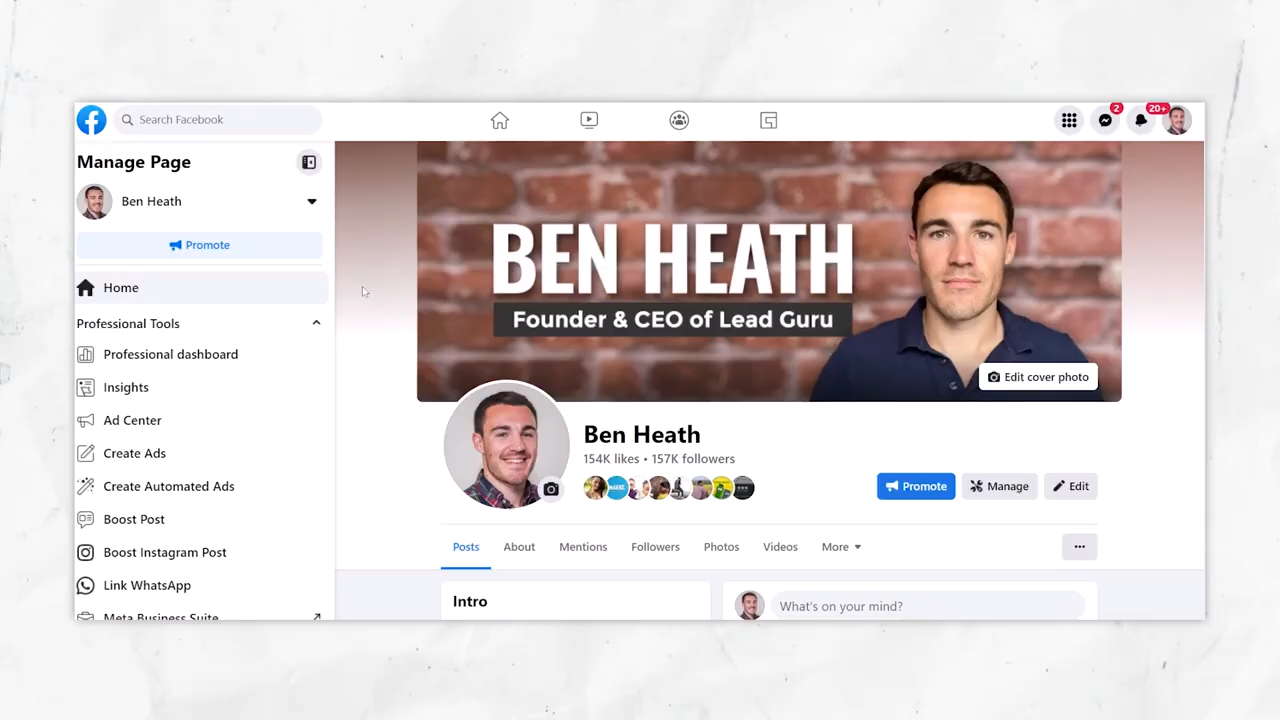 Search Facebook
2
20+
Manage Page
Ben Heath
Promote
Home
Professional Tools
Professional dashboard
Insights
Ad Center
Create Ads
Create Automated Ads
Boost Post
Boost Instagram Post
Link WhatsApp
Meta Business Suite
BEN HEATH
Founder & CEO of Lead Guru
Edit cover photo
Ben Heath
154K likes • 157K followers
Promote
Manage
Edit
Posts About Mentions Followers Photos Videos More
Intro
What's on your mind?